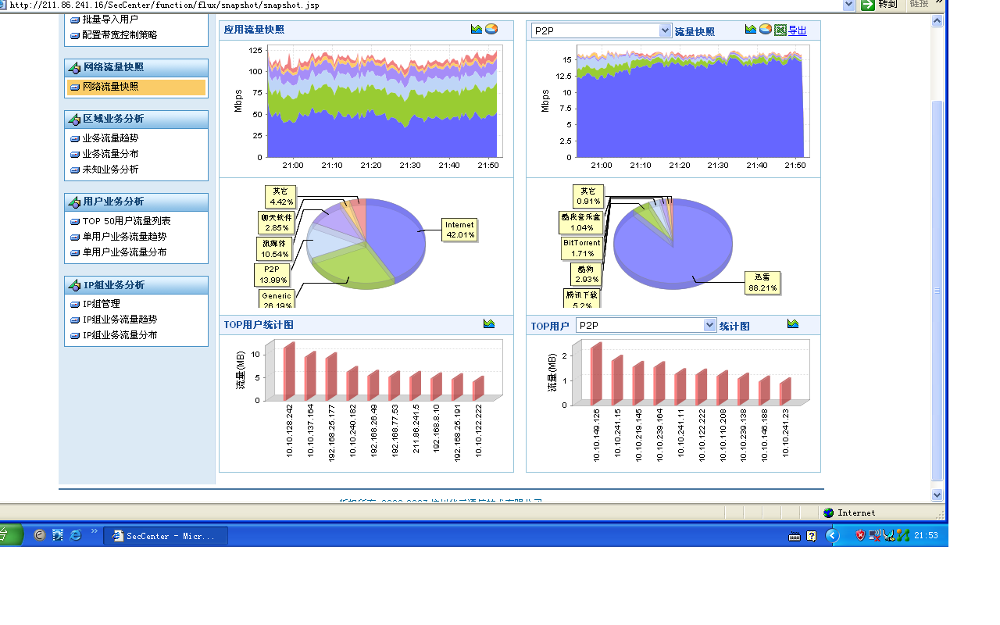 http://211.86.241.16/SecCenter/function/flux/snapshot/snapshot.jsp
转到
链接
批量导入用户
配置带宽控制策略
网络流量快照
网络流量快照
区域业务分析
业务流量趋势
业务流量分布
未知业务分析
用户业务分析
TOP 50用户流量列表
单用户业务流量趋势
单用户业务流量分布
IP组业务分析
IP组管理
IP组业务流量趋势
IP组业务流量分布
应用流量快照
125
100
75
50
25
0
Mbps
21:00 21:10 21:20 21:30 21:40 21:50
其它
4.42%
聊天软件
2.85%
流媒体
10.54%
P2P
13.99%
Generic
26.19%
Internet
42.01%
TOP用户统计图
10
5
0
流量(MB)
10.10.128.242
10.10.137.164
192.168.25.177
10.10.240.182
192.168.26.49
192.168.77.53
211.86.241.5
192.168.8.10
192.168.25.191
10.10.122.222
P2P 流量快照 导出
15
12.5
10
7.5
5
2.5
0
Mbps
21:00 21:10 21:20 21:30 21:40 21:50
其它
0.91%
酷我音乐盒
1.04%
BitTorrent
1.71%
酷狗
2.93%
腾讯下载
5.2%
迅雷
88.21%
TOP用户 P2P 统计图
2
1
0
流量(MB)
10.10.149.126
10.10.241.15
10.10.219.145
10.10.239.164
10.10.241.11
10.10.122.222
10.10.110.208
10.10.239.138
10.10.146.188
10.10.241.23
Internet
SecCenter - Micr...
21:53